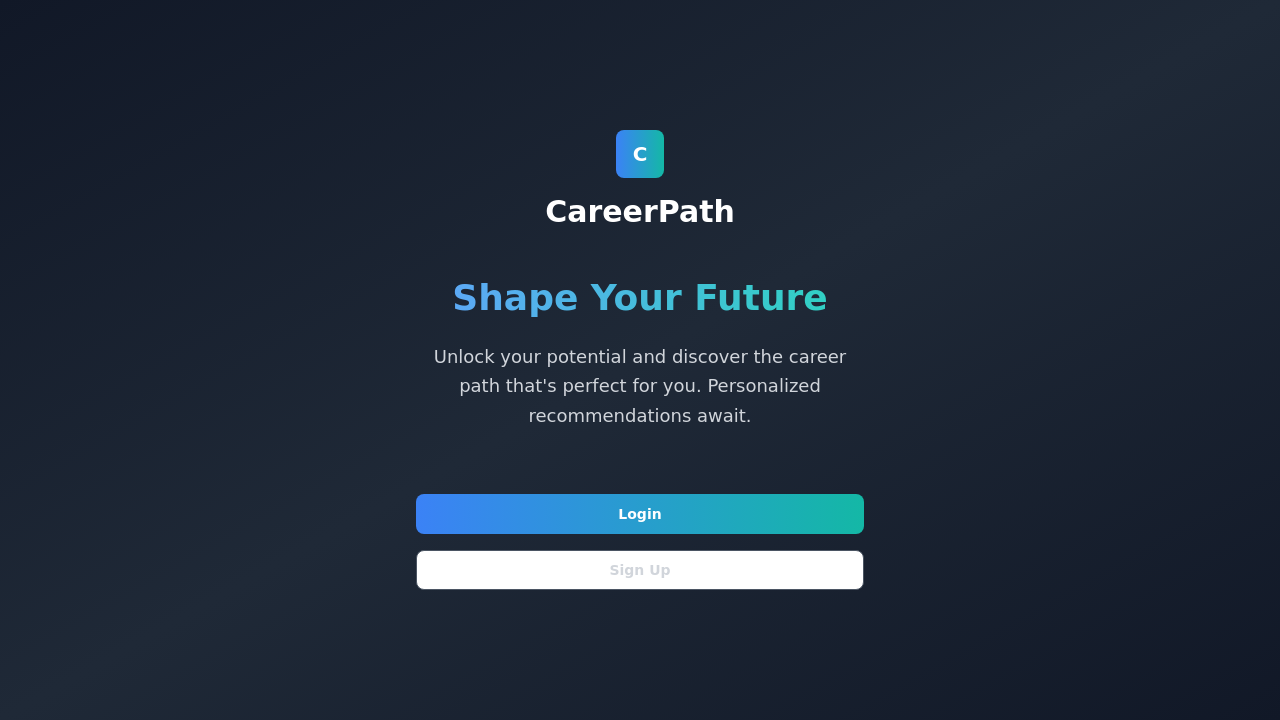 C
CareerPath
Shape Your Future
Unlock your potential and discover the career
path that's perfect for you. Personalized
recommendations await.
Login
Sign Up